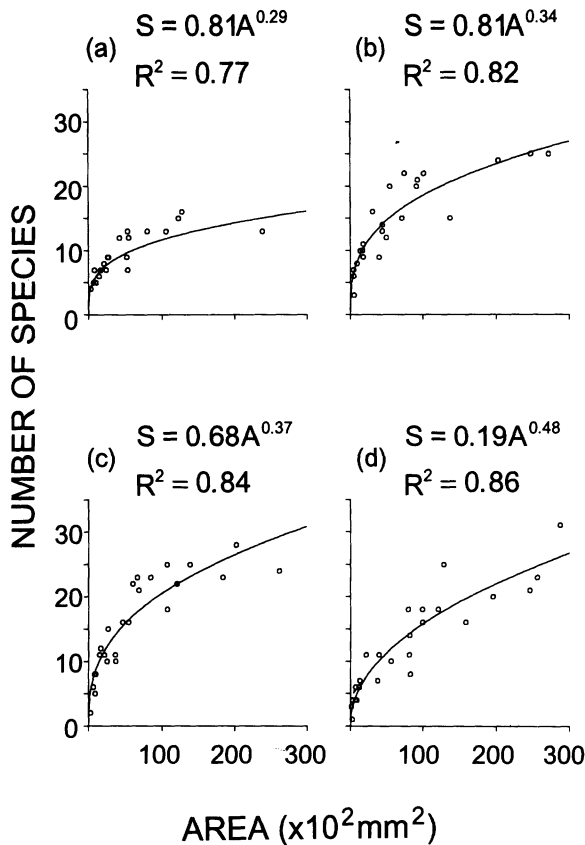 (a) S = 0.81A^0.29
R² = 0.77
(b) S = 0.81A^0.34
R² = 0.82
35
30
20
10
0
(c) S = 0.68A^0.37
R² = 0.84
(d) S = 0.19A^0.48
R² = 0.86
30
20
10
0
100 200 300 100 200 300
NUMBER OF SPECIES
AREA (x10²mm²)